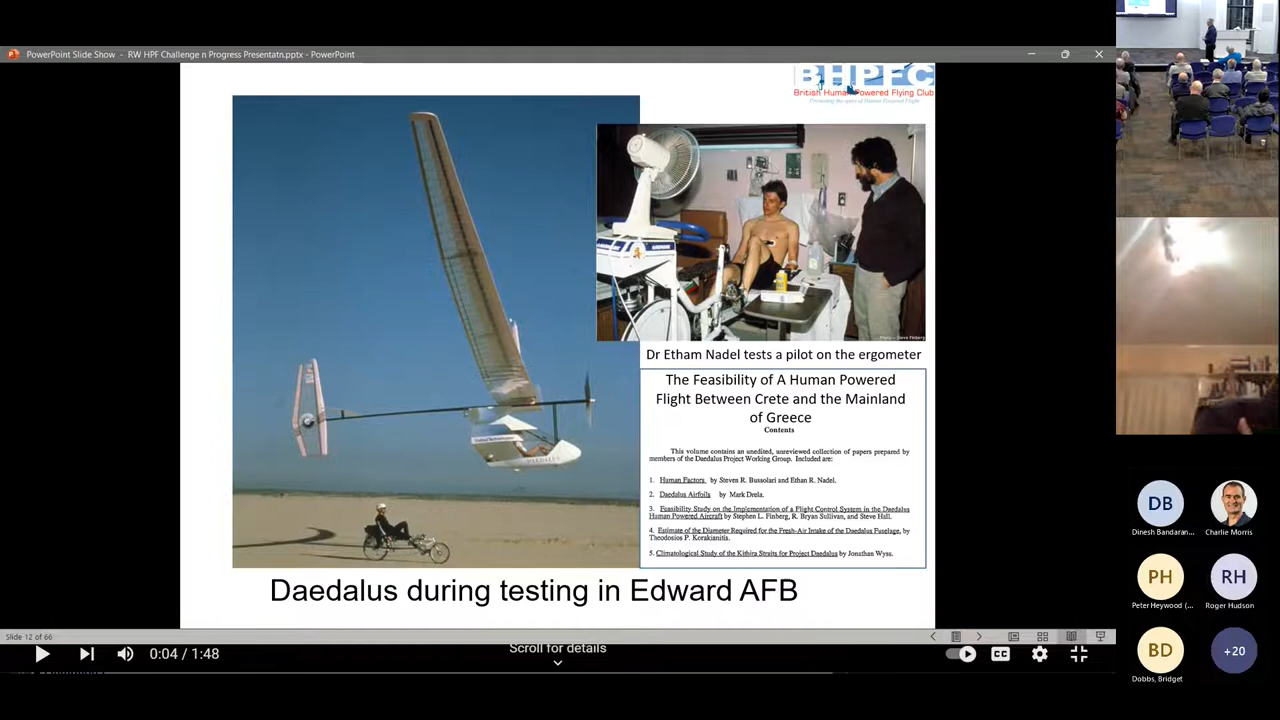 PowerPoint Slide Show - RW HPF Challenge n Progress Presentatn.pptx - PowerPoint
BHPFC
British Human Powered Flying Club
Promoting the sport of Human Powered Flight
Dr Etham Nadel tests a pilot on the ergometer
The Feasibility of A Human Powered
Flight Between Crete and the Mainland
of Greece
Contents
This volume contains an unedited, unreviewed collection of papers prepared by
members of the Daedalus Project Working Group. Included are:
1. Human Factors by Steven R. Bussolari and Ethan R. Nadel.
2. Daedalus Airfoils by Mark Drela.
3. Feasibility Study on the Implementation of a Flight Control System in the Daedalus
Human Powered Aircraft by Stephen L. Finberg, R. Bryan Sullivan, and Steve Hall.
4. Estimate of the Diameter Required for the Fresh-Air Intake of the Daedalus Fuselage, by
Theodosios P. Korakianitis.
5. Climatological Study of the Kithira Straits for Project Daedalus by Jonathan Wyss.
Daedalus during testing in Edward AFB
Slide 12 of 66
0:04 / 1:48
Scroll for details
CC
DB
Dinesh Bandaran...
Charlie Morris
PH
Peter Heywood (...
RH
Roger Hudson
BD
Dobbs, Bridget
+20